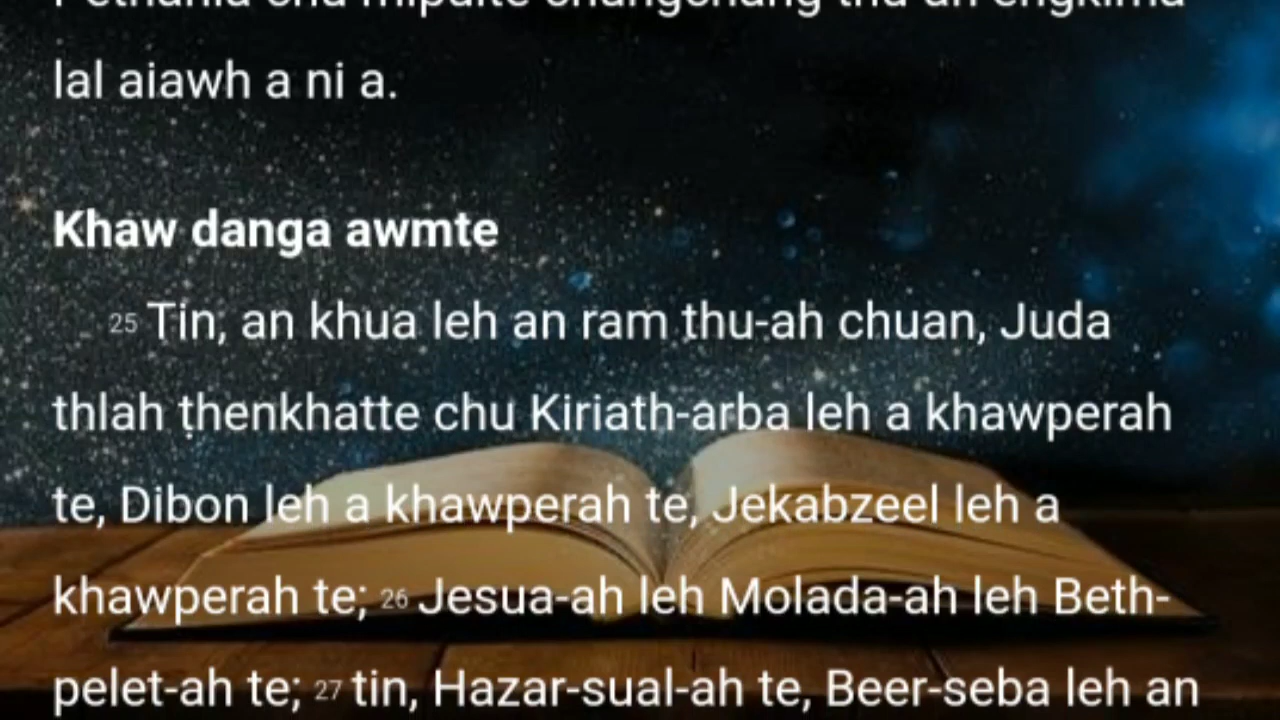 lal aiawh a ni a.
Khaw danga awmte
25 Tin, an khua leh an ram thu-ah chuan, Juda
thlah ṭhenkhatte chu Kiriath-arba leh a khawperah
te, Dibon leh a khawperah te, Jekabzeel leh a
khawperah te; 26 Jesua-ah leh Molada-ah leh Beth-
pelet-ah te; 27 tin, Hazar-sual-ah te, Beer-seba leh an